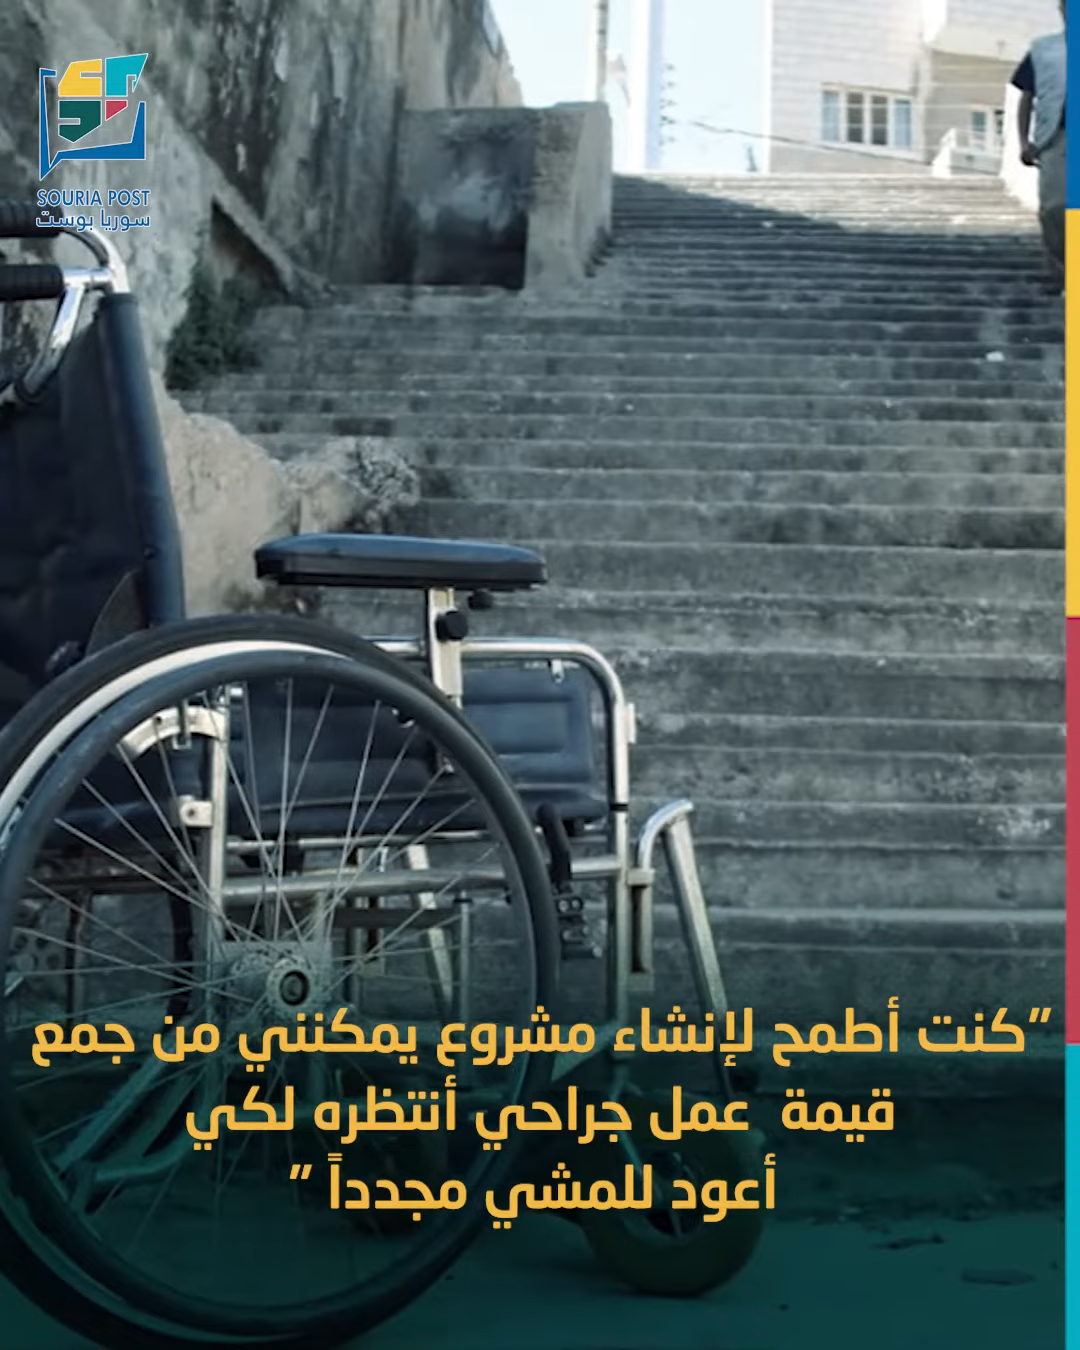 SOURIA POST
سوريا بوست
”كنت أطمح لإنشاء مشروع يمكنني من جمع
قيمة عمل جراحي أنتظره لكي
أعود للمشي مجدداً ”